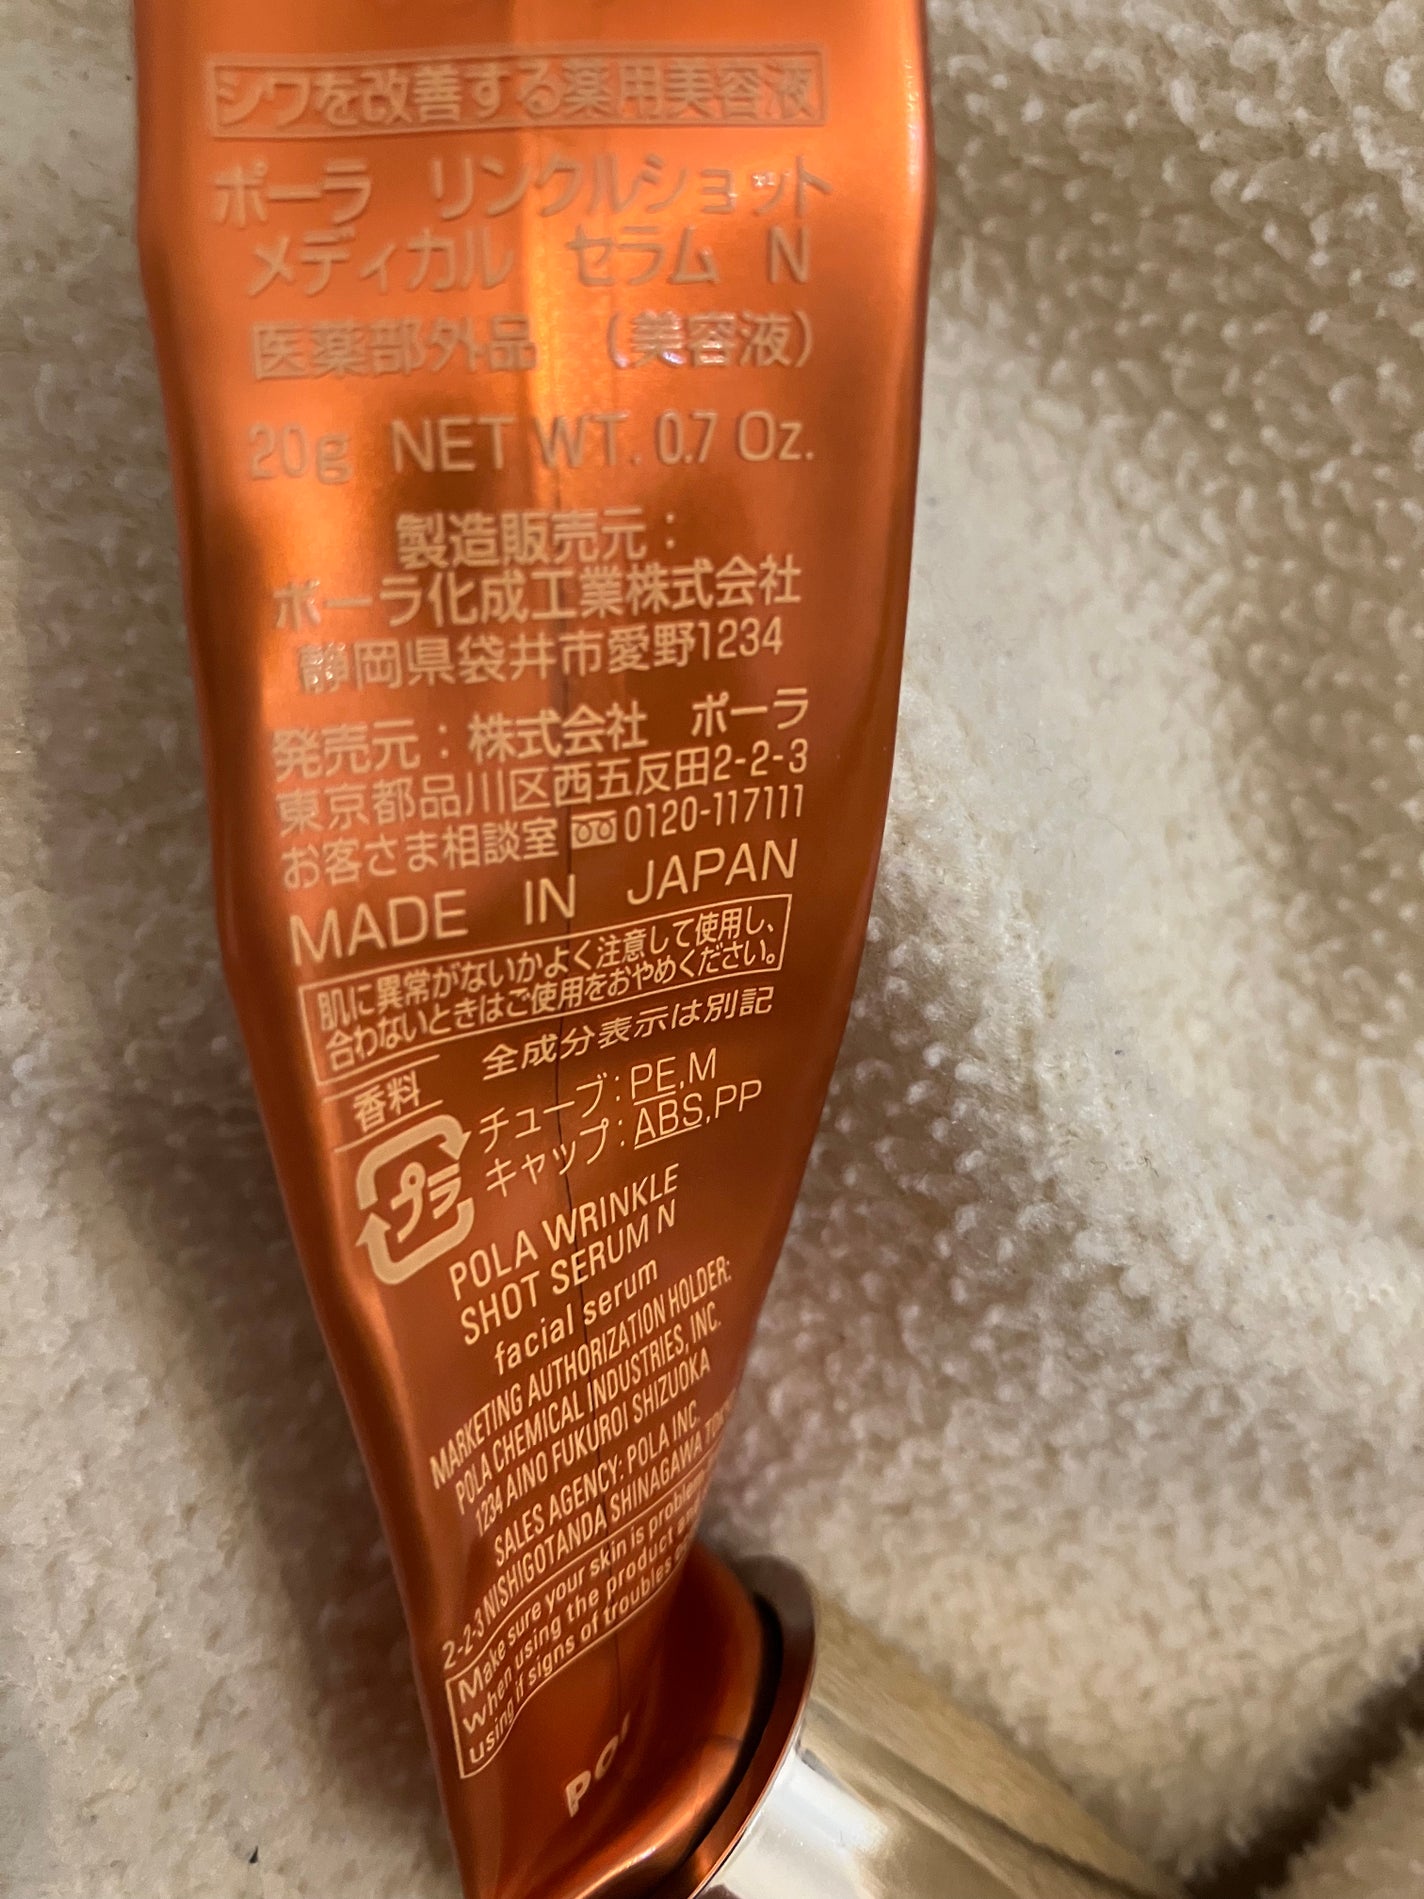 シワを改善する薬用美容液
ポーラ リンクルショット
メディカル セラム N
医薬部外品 （美容液）
20g NET WT. 0.7 Oz.
製造販売元：
ポーラ化成工業株式会社
静岡県袋井市愛野1234
発売元：株式会社 ポーラ
東京都品川区西五反田2-2-3
お客さま相談室 0120-117111
MADE IN JAPAN
肌に異常がないかよく注意して使用し、
合わないときはご使用をおやめください。
全成分表示は別記
香料
プラ
チューブ：PE,M
キャップ：ABS,PP
POLA WRINKLE
SHOT SERUM N
facial serum
MARKETING AUTHORIZATION HOLDER:
POLA CHEMICAL INDUSTRIES, INC.
1234 AINO FUKUROI SHIZUOKA
SALES AGENCY: POLA INC.
2-2-3 NISHIGOTANDA SHINAGAWA
Make sure your skin is
when using the product
using if signs of troubles